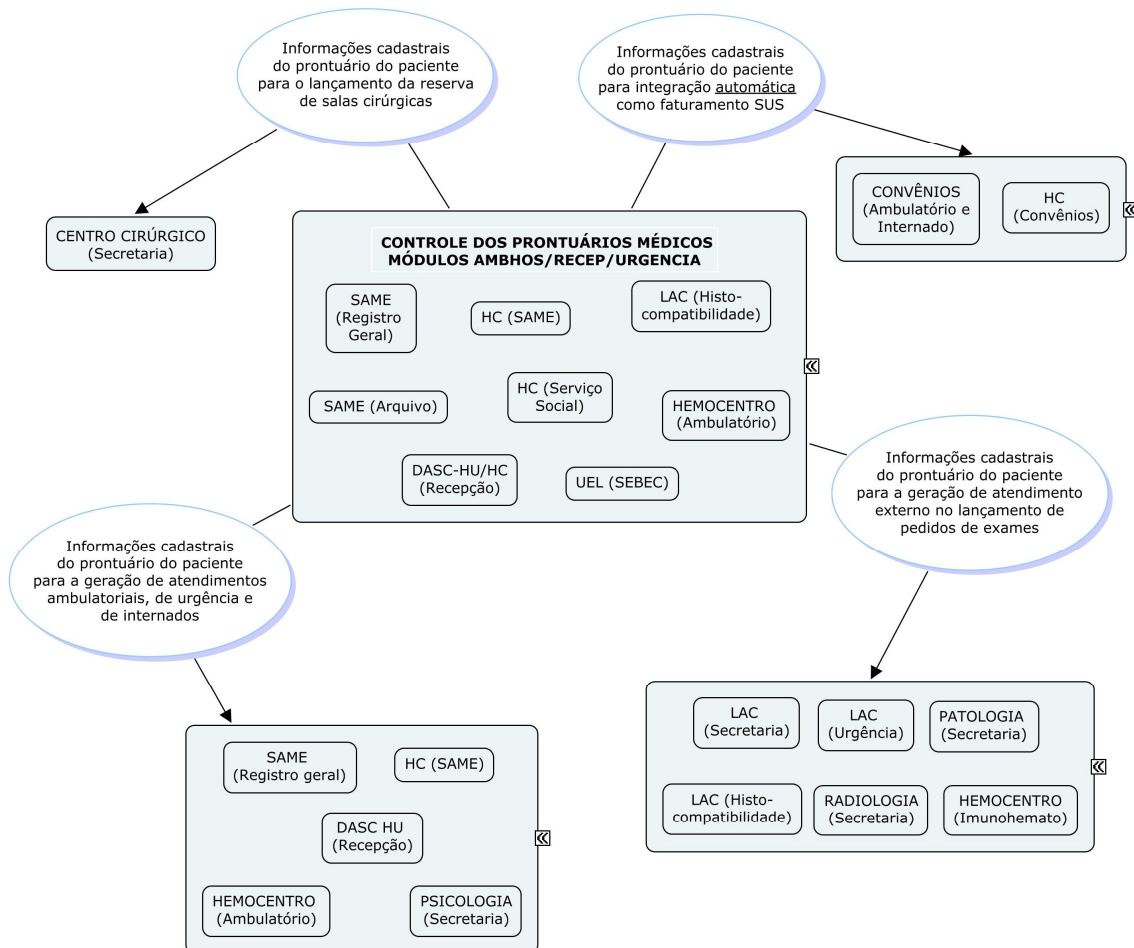 Informações cadastrais
do prontuário do paciente
para o lançamento da reserva
de salas cirúrgicas
Informações cadastrais
do prontuário do paciente
para integração automática
como faturamento SUS
CENTRO CIRÚRGICO
(Secretaria)
CONVÊNIOS
(Ambulatório e
Internado)
HC
(Convênios)
CONTROLE DOS PRONTUÁRIOS MÉDICOS
MÓDULOS AMBHOS/RECEP/URGENCIA
SAME
(Registro
Geral)
HC (SAME)
LAC (Histo-
compatibilidade)
SAME (Arquivo)
HC (Serviço
Social)
HEMOCENTRO
(Ambulatório)
DASC-HU/HC
(Recepção)
UEL (SEBEC)
Informações cadastrais
do prontuário do paciente
para a geração de atendimento
externo no lançamento de
pedidos de exames
Informações cadastrais
do prontuário do paciente
para a geração de atendimentos
ambulatoriais, de urgência e
de internados
LAC
(Secretaria)
LAC
(Urgência)
PATOLOGIA
(Secretaria)
LAC (Histo-
compatibilidade)
RADIOLOGIA
(Secretaria)
HEMOCENTRO
(Imunohemato)
SAME
(Registro geral)
HC (SAME)
DASC HU
(Recepção)
HEMOCENTRO
(Ambulatório)
PSICOLOGIA
(Secretaria)